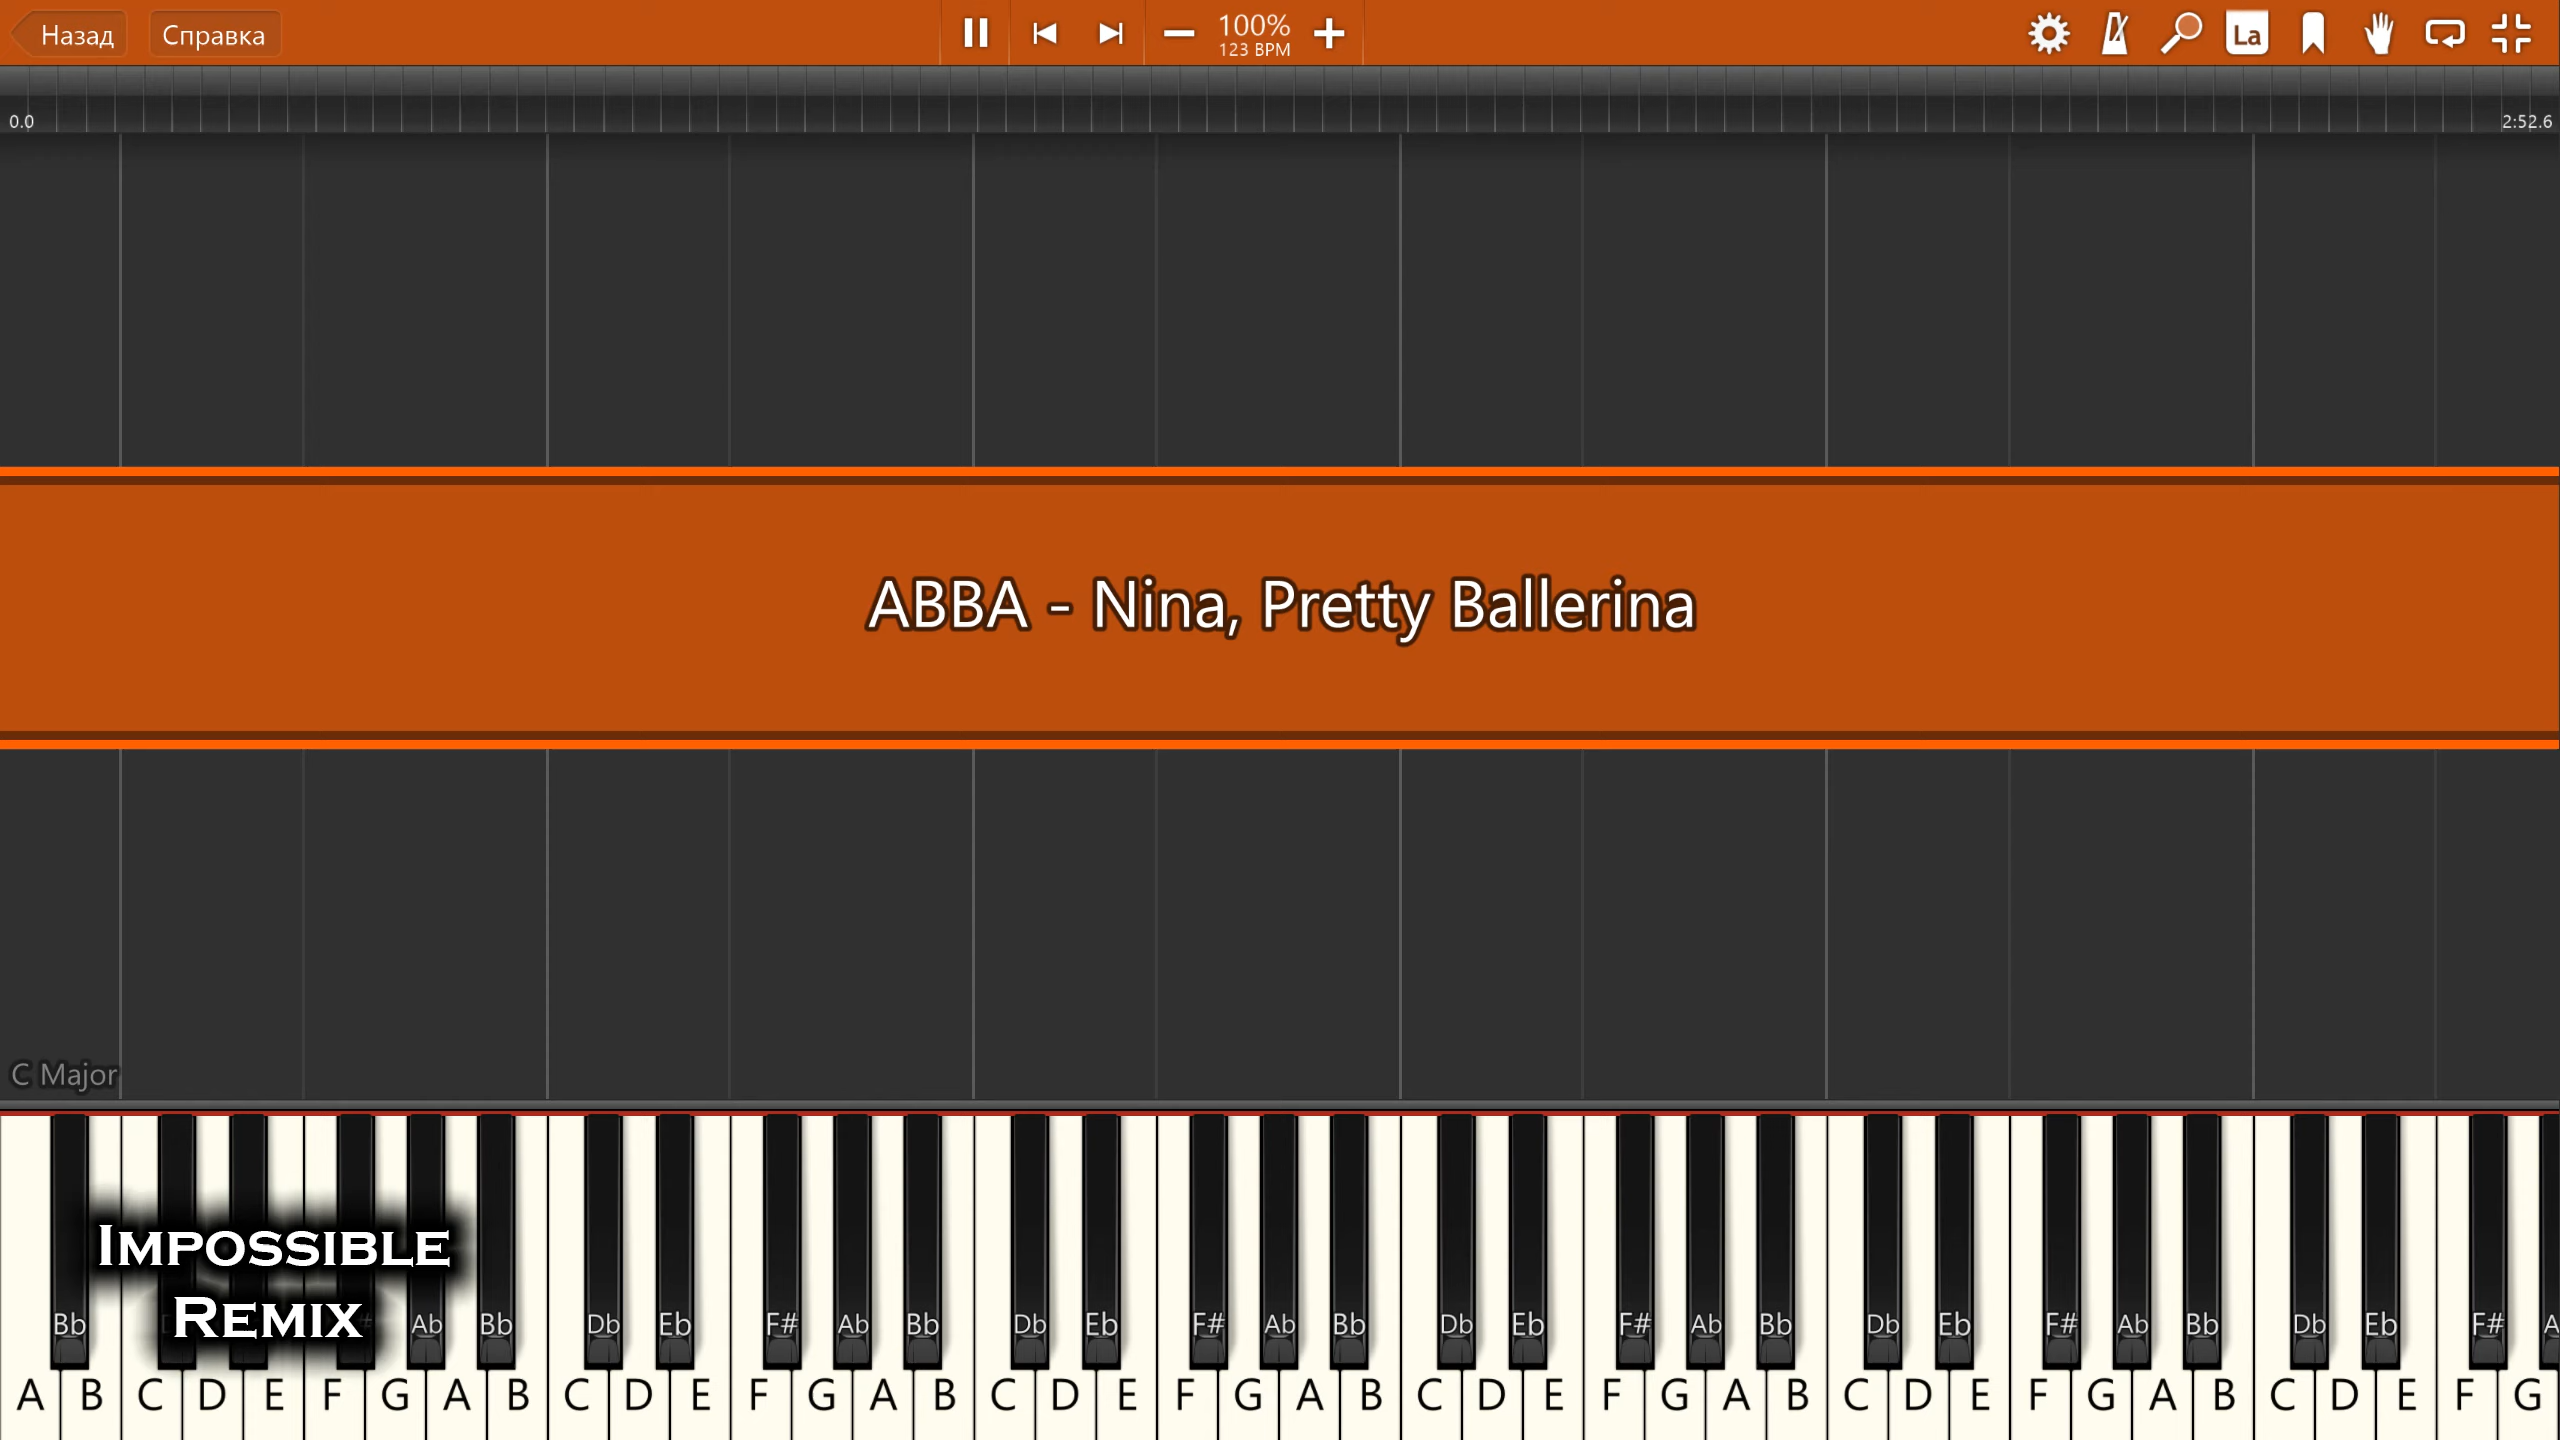 Назад Справка 100% La
123 BPM
0.0 2:52.6
ABBA - Nina, Pretty Ballerina
C Major
IMPOSSIBLE
REMIX
Bb Ab Bb Db Eb F# Ab Bb Db Eb F# Ab Bb Db Eb F# Ab Bb Db Eb F# Ab Bb Db Eb F# A
A B C D E F G A B C D E F G A B C D E F G A B C D E F G A B C D E F G A B C D E F G